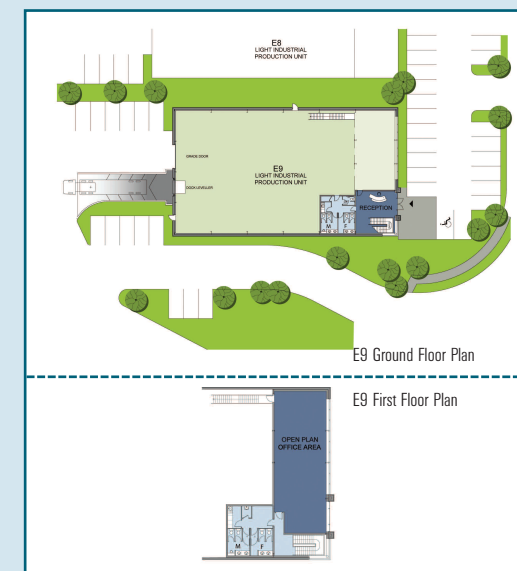 E8
LIGHT INDUSTRIAL
PRODUCTION UNIT
GRADE DOOR
E9
LIGHT INDUSTRIAL
PRODUCTION UNIT
DOCK LEVELER
RECEPTION
M
F
E9 Ground Floor Plan
E9 First Floor Plan
OPEN PLAN
OFFICE AREA
M
F